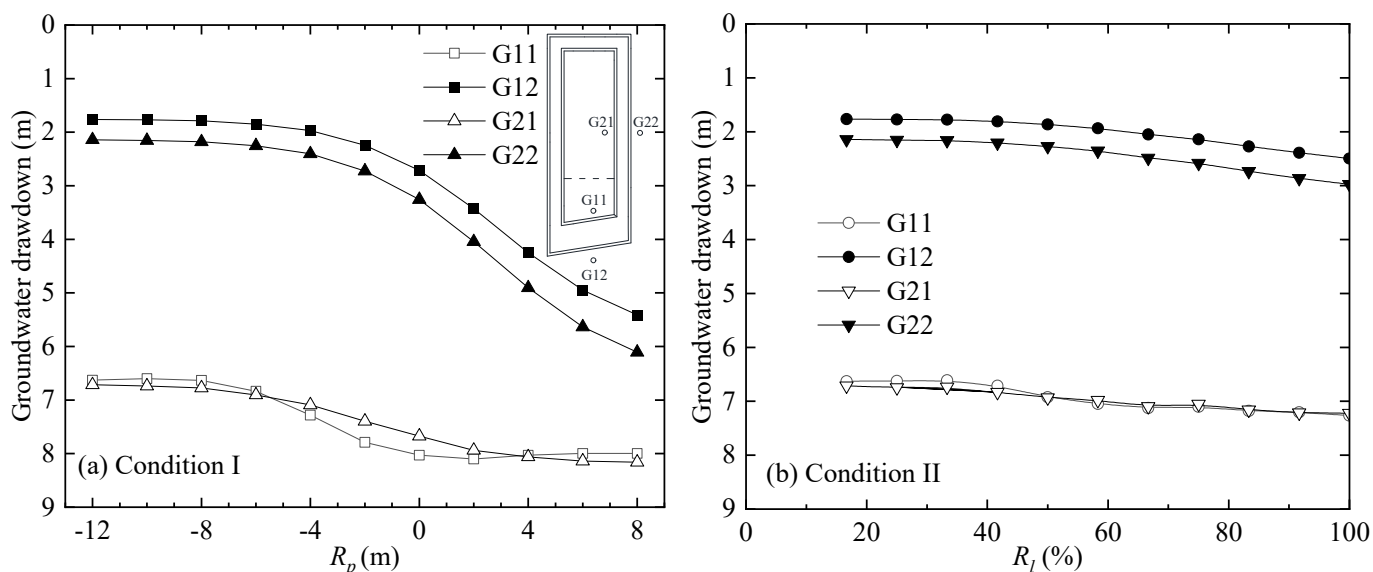 0
1
2
3
4
5
6
7
8
9
Groundwater drawdown (m)
G11
G12
G21
G22
G21
G22
G11
G12
(a) Condition I
-12
-8
-4
0
4
8
R_p (m)
0
1
2
3
4
5
6
7
8
9
Groundwater drawdown (m)
G11
G12
G21
G22
(b) Condition II
0
20
40
60
80
100
R_l (%)